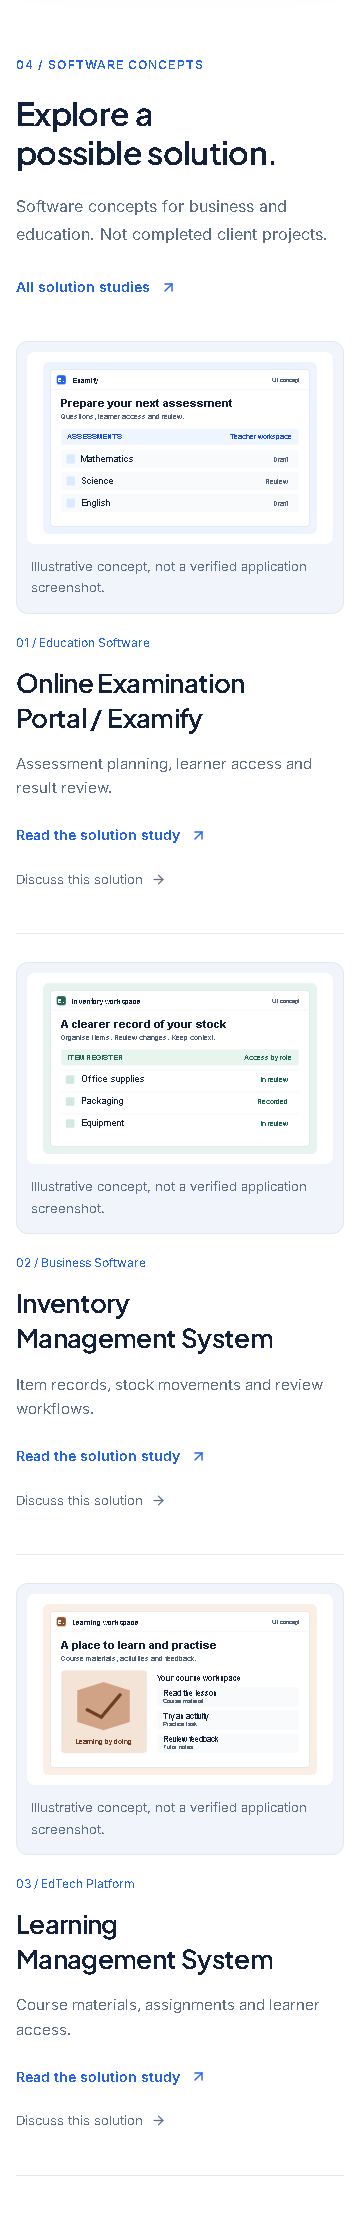 04 / SOFTWARE CONCEPTS
Explore a
possible solution.
Software concepts for business and
education. Not completed client projects.
All solution studies
Examify
UI concept
Prepare your next assessment
Questions, learner access and review.
ASSESSMENTS
Teacher workspace
Mathematics
Draft
Science
Review
English
Draft
Illustrative concept, not a verified application
screenshot.
01 / Education Software
Online Examination
Portal / Examify
Assessment planning, learner access and
result review.
Read the solution study
Discuss this solution
Inventory workspace
UI concept
A clearer record of your stock
Organise items. Review changes. Keep context.
ITEM REGISTER
Access by role
Office supplies
In review
Packaging
Recorded
Equipment
In review
Illustrative concept, not a verified application
screenshot.
02 / Business Software
Inventory
Management System
Item records, stock movements and review
workflows.
Read the solution study
Discuss this solution
Learning workspace
UI concept
A place to learn and practise
Course materials, activities and feedback.
Learning by doing
Your course workspace
Read the lesson
Course material
Try an activity
Practice task
Review feedback
Tutor notes
Illustrative concept, not a verified application
screenshot.
03 / EdTech Platform
Learning
Management System
Course materials, assignments and learner
access.
Read the solution study
Discuss this solution